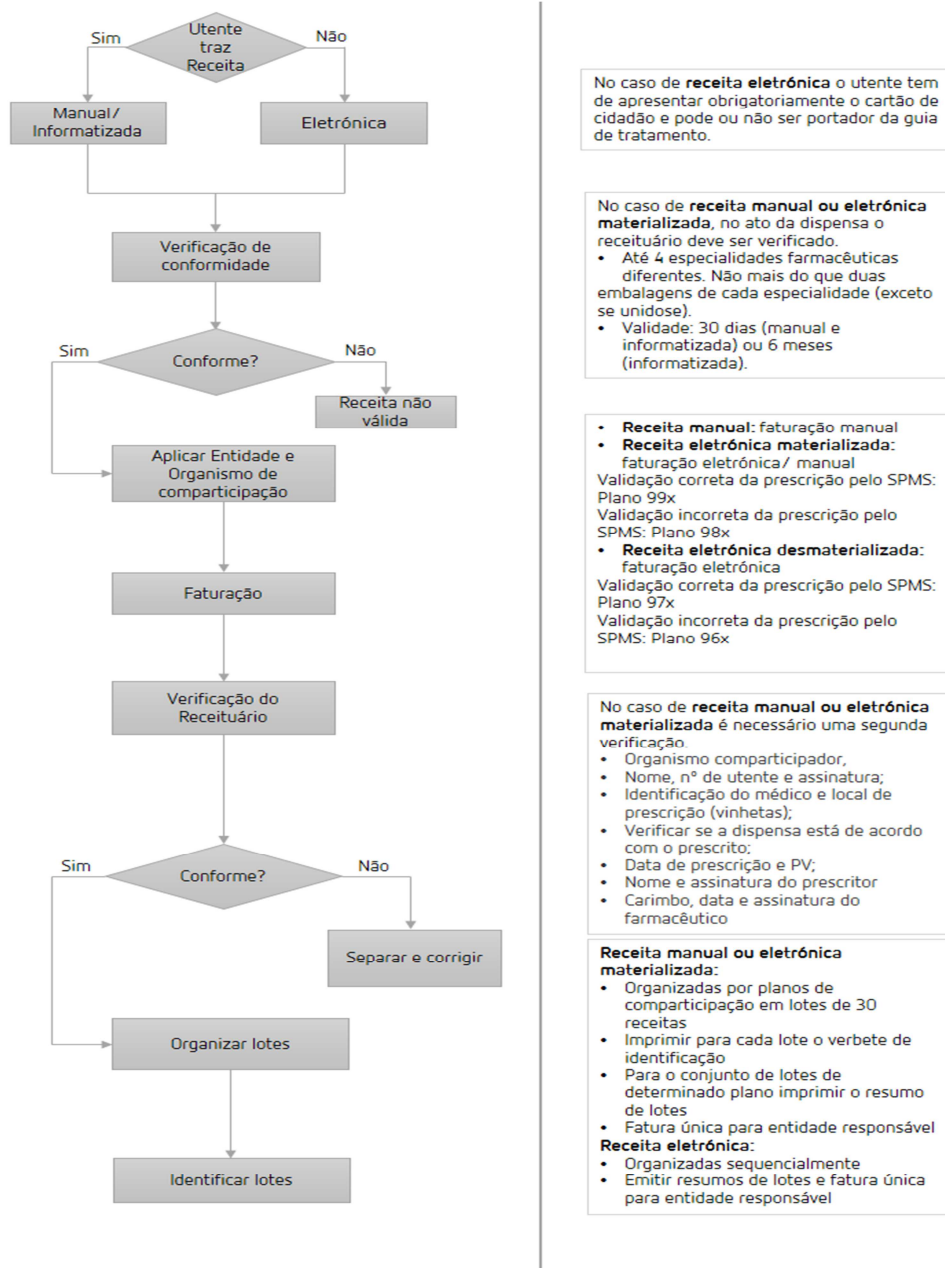 Utente
traz
Receita
Sim
Não
Manual/
Informatizada
Eletrónica
Verificação de
conformidade
Sim
Conforme?
Não
Receita não
válida
Aplicar Entidade e
Organismo de
comparticipação
Faturação
Verificação do
Receituário
Sim
Conforme?
Não
Separar e corrigir
Organizar lotes
Identificar lotes
No caso de receita eletrónica o utente tem
de apresentar obrigatoriamente o cartão de
cidadão e pode ou não ser portador da guia
de tratamento.
No caso de receita manual ou eletrónica
materializada, no ato da dispensa o
receituário deve ser verificado.
• Até 4 especialidades farmacêuticas
diferentes. Não mais do que duas
embalagens de cada especialidade (exceto
se unidose).
• Validade: 30 dias (manual e
informatizada) ou 6 meses
(informatizada).
• Receita manual: faturação manual
• Receita eletrónica materializada:
faturação eletrónica/ manual
Validação correta da prescrição pelo SPMS:
Plano 99x
Validação incorreta da prescrição pelo
SPMS: Plano 98x
• Receita eletrónica desmaterializada:
faturação eletrónica
Validação correta da prescrição pelo SPMS:
Plano 97x
Validação incorreta da prescrição pelo
SPMS: Plano 96x
No caso de receita manual ou eletrónica
materializada é necessário uma segunda
verificação.
• Organismo comparticipador,
• Nome, nº de utente e assinatura;
• Identificação do médico e local de
prescrição (vinhetas);
• Verificar se a dispensa está de acordo
com o prescrito;
• Data de prescrição e PV;
• Nome e assinatura do prescritor
• Carimbo, data e assinatura do
farmacêutico
Receita manual ou eletrónica
materializada:
• Organizadas por planos de
comparticipação em lotes de 30
receitas
• Imprimir para cada lote o verbete de
identificação
• Para o conjunto de lotes de
determinado plano imprimir o resumo
de lotes
• Fatura única para entidade responsável
Receita eletrónica:
• Organizadas sequencialmente
• Emitir resumos de lotes e fatura única
para entidade responsável